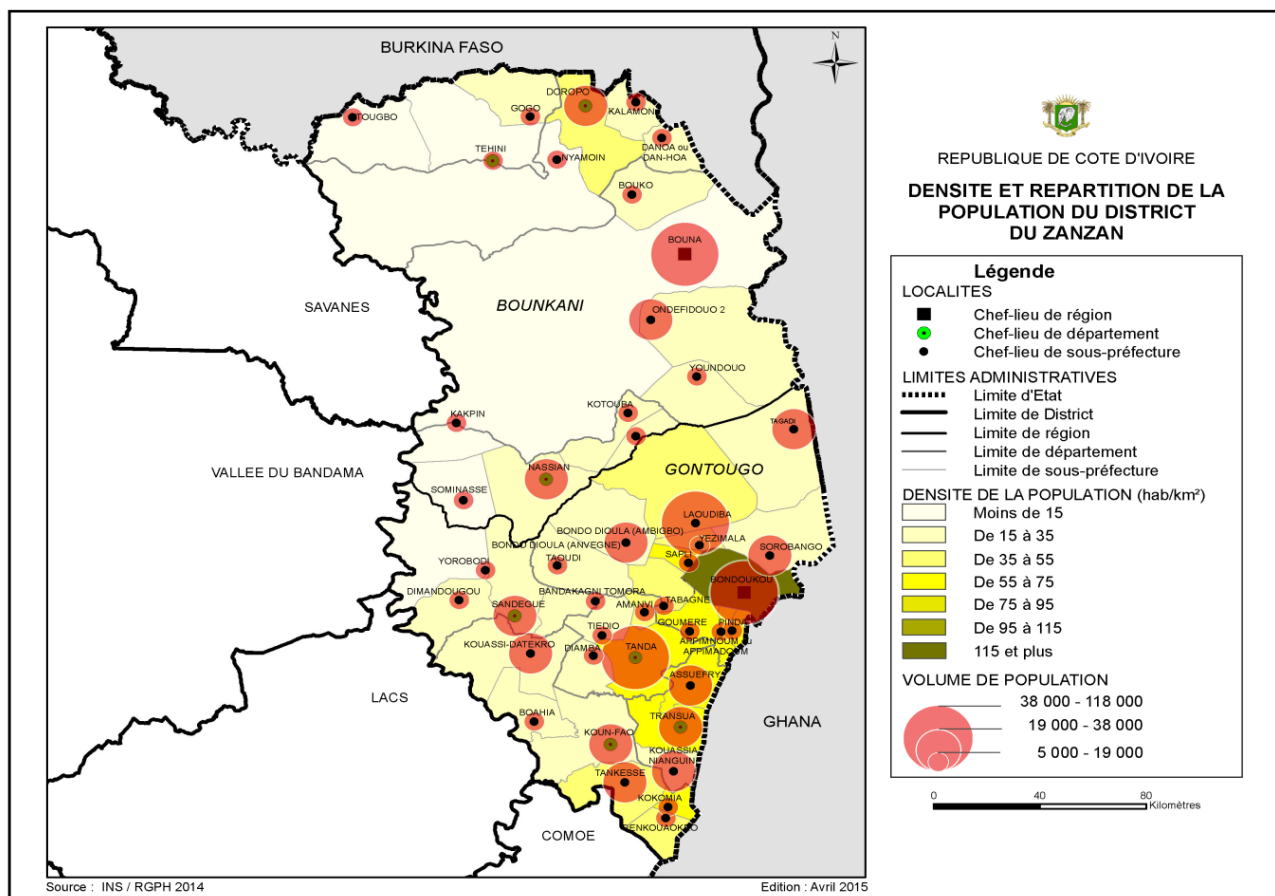 BURKINA FASO
N
DOROPO
KALAMON
GOGO
TOUGBO
TEHINI
NYAMOIN
DANOA ou
DAN-HOA
BOUKO
BOUNA
SAVANES
BOUNKANI
ONDEFIDOUO 2
YOUNDOUO
KOTOUBA
KAKPIN
TAGADI
VALLEE DU BANDAMA
NASSIAN
GONTOUGO
SOMINASSE
LAOUDIBA
BONDO DIOULA (AMBIGBO)
YEZIMALA
BONDO DIOULA (ANVEGNE)
SAPLI
SOROBANGO
TAOUDI
YOROBODI
BONDOUKOU
DIMANDOUGOU
BANDAKAGNI TOMORA
TABAGNE
SANDEGUE
AMANVI
GOUMERE
PINDA
TIEDIO
KOUASSI-DATEKRO
DIAMBA
TANDA
APPIMNOUM ou
APPIMADOUM
ASSUEFRY
LACS
BOAHIA
TRANSUA
GHANA
KOUN-FAO
KOUASSIA
NIANGUIN
TANKESSE
KOKOMIA
COMOE
REPUBLIQUE DE COTE D'IVOIRE
DENSITE ET REPARTITION DE LA
POPULATION DU DISTRICT
DU ZANZAN
Légende
LOCALITES
Chef-lieu de région
Chef-lieu de département
Chef-lieu de sous-préfecture
LIMITES ADMINISTRATIVES
Limite d'Etat
Limite de District
Limite de région
Limite de département
Limite de sous-préfecture
DENSITE DE LA POPULATION (hab/km²)
Moins de 15
De 15 à 35
De 35 à 55
De 55 à 75
De 75 à 95
De 95 à 115
115 et plus
VOLUME DE POPULATION
38 000 - 118 000
19 000 - 38 000
5 000 - 19 000
0 40 80
Kilomètres
Source : INS / RGPH 2014
Edition : Avril 2015